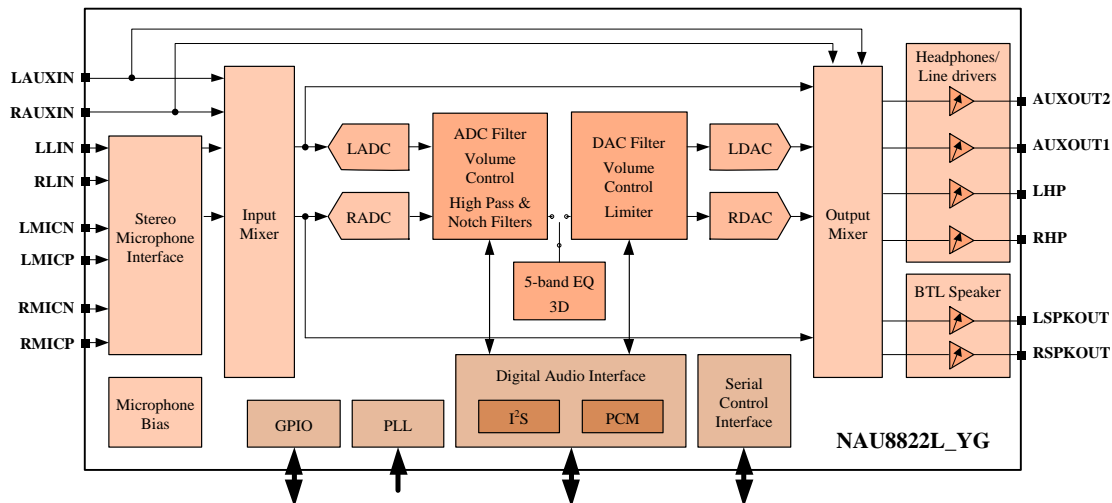 LAUXIN
RAUXIN
LLIN
RLIN
LMICN
LMICP
RMICN
RMICP
Stereo
Microphone
Interface
Microphone
Bias
Input
Mixer
LADC
RADC
ADC Filter
Volume
Control
High Pass &
Notch Filters
DAC Filter
Volume
Control
Limiter
5-band EQ
3D
LDAC
RDAC
Output
Mixer
Headphones/
Line drivers
BTL Speaker
AUXOUT2
AUXOUT1
LHP
RHP
LSPKOUT
RSPKOUT
GPIO
PLL
Digital Audio Interface
I²S
PCM
Serial
Control
Interface
NAU8822L_YG